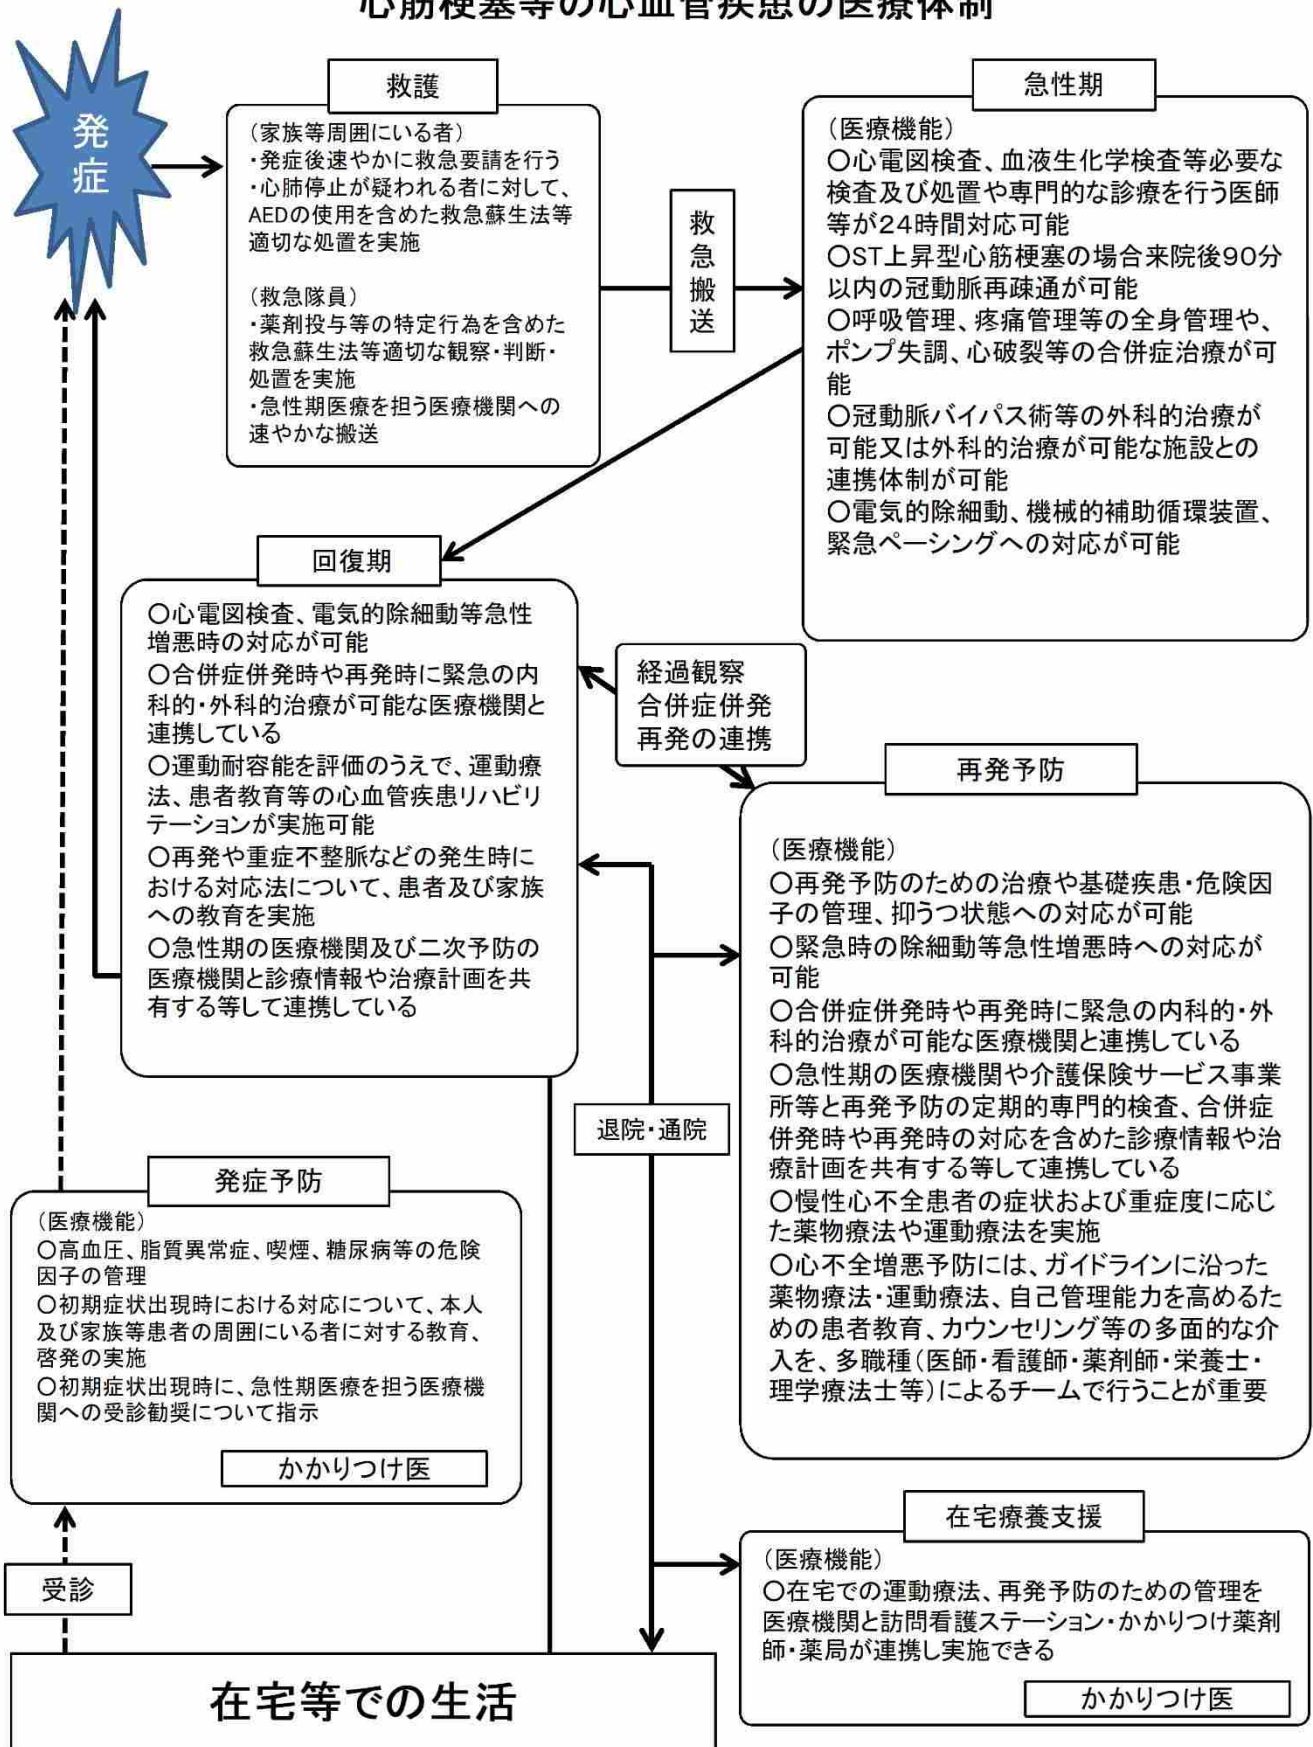 心筋梗塞等の心血管疾患の医療体制
発
症
救護
（家族等周囲にいる者）
・発症後速やかに救急要請を行う
・心肺停止が疑われる者に対して、
AEDの使用を含めた救急蘇生法等
適切な処置を実施
（救急隊員）
・薬剤投与等の特定行為を含めた
救急蘇生法等適切な観察・判断・
処置を実施
・急性期医療を担う医療機関への
速やかな搬送
救
急
搬
送
急性期
（医療機能）
○心電図検査、血液生化学検査等必要な
検査及び処置や専門的な診療を行う医師
等が24時間対応可能
○ST上昇型心筋梗塞の場合来院後90分
以内の冠動脈再疎通が可能
○呼吸管理、疼痛管理等の全身管理や、
ポンプ失調、心破裂等の合併症治療が可
能
○冠動脈バイパス術等の外科的治療が
可能又は外科的治療が可能な施設との
連携体制が可能
○電気的除細動、機械的補助循環装置、
緊急ペーシングへの対応が可能
回復期
○心電図検査、電気的除細動等急性
増悪時の対応が可能
○合併症併発時や再発時に緊急の内
科的・外科的治療が可能な医療機関と
連携している
○運動耐容能を評価のうえで、運動療
法、患者教育等の心血管疾患リハビリ
テーションが実施可能
○再発や重症不整脈などの発生時に
おける対応法について、患者及び家族
への教育を実施
○急性期の医療機関及び二次予防の
医療機関と診療情報や治療計画を共
有する等して連携している
経過観察
合併症併発
再発の連携
再発予防
（医療機能）
○再発予防のための治療や基礎疾患・危険因
子の管理、抑うつ状態への対応が可能
○緊急時の除細動等急性増悪時への対応が
可能
○合併症併発時や再発時に緊急の内科的・外
科的治療が可能な医療機関と連携している
○急性期の医療機関や介護保険サービス事業
所等と再発予防の定期的専門的検査、合併症
併発時や再発時の対応を含めた診療情報や治
療計画を共有する等して連携している
○慢性心不全患者の症状および重症度に応じ
た薬物療法や運動療法を実施
○心不全増悪予防には、ガイドラインに沿った
薬物療法・運動療法、自己管理能力を高めるた
めの患者教育、カウンセリング等の多面的な介
入を、多職種（医師・看護師・薬剤師・栄養士・
理学療法士等）によるチームで行うことが重要
退院・通院
発症予防
（医療機能）
○高血圧、脂質異常症、喫煙、糖尿病等の危険
因子の管理
○初期症状出現時における対応について、本人
及び家族等患者の周囲にいる者に対する教育、
啓発の実施
○初期症状出現時に、急性期医療を担う医療機
関への受診勧奨について指示
かかりつけ医
受診
在宅療養支援
（医療機能）
○在宅での運動療法、再発予防のための管理を
医療機関と訪問看護ステーション・かかりつけ薬剤
師・薬局が連携し実施できる
かかりつけ医
在宅等での生活